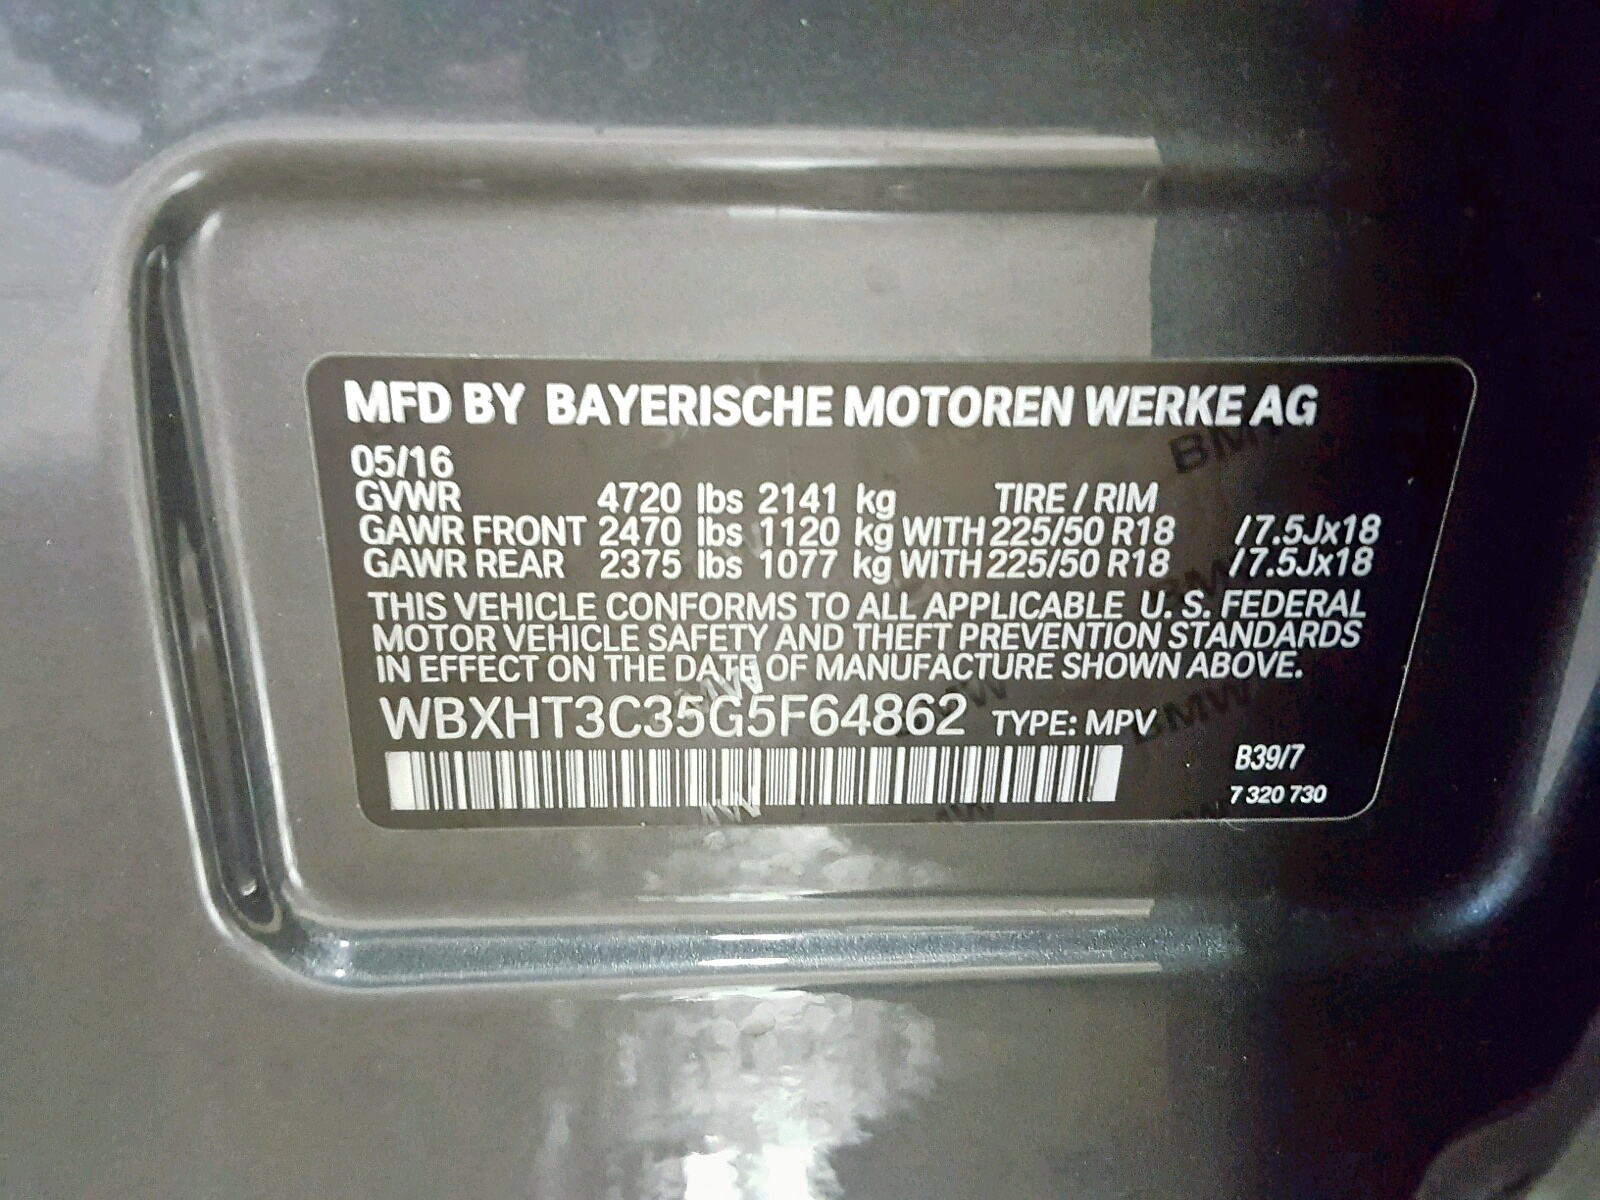 MFD BY BAYERISCHE MOTOREN WERKE AG
05/16
GVWR 4720 lbs 2141 kg TIRE / RIM
GAWR FRONT 2470 lbs 1120 kg WITH 225/50 R18 /7.5Jx18
GAWR REAR 2375 lbs 1077 kg WITH 225/50 R18 /7.5Jx18
THIS VEHICLE CONFORMS TO ALL APPLICABLE U. S. FEDERAL
MOTOR VEHICLE SAFETY AND THEFT PREVENTION STANDARDS
IN EFFECT ON THE DATE OF MANUFACTURE SHOWN ABOVE.
WBXHT3C35G5F64862 TYPE: MPV
B39/7
7 320 730